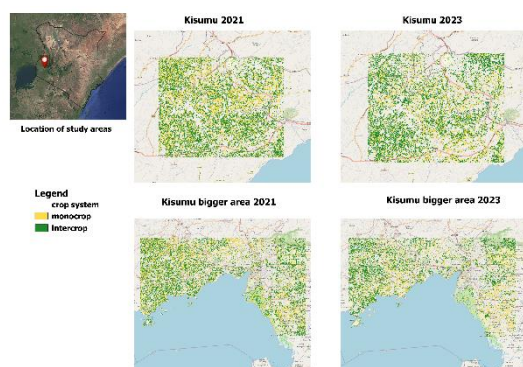 Kisumu 2021
Kisumu 2023
Location of study areas
Legend
crop system
monocrop
Intercrop
Kisumu bigger area 2021
Kisumu bigger area 2023